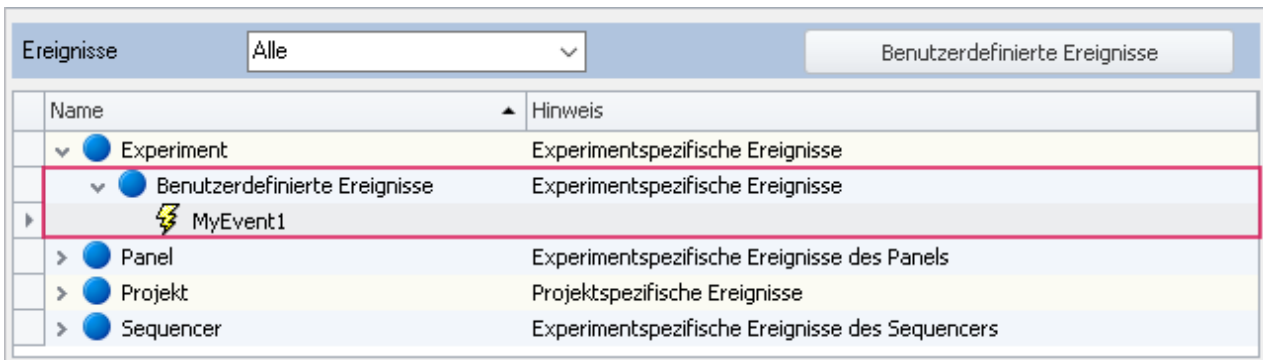 Ereignisse Alle Benutzerdefinierte Ereignisse
Name Hinweis
Experiment Experimentspezifische Ereignisse
Benutzerdefinierte Ereignisse Experimentspezifische Ereignisse
MyEvent1
Panel Experimentspezifische Ereignisse des Panels
Projekt Projektspezifische Ereignisse
Sequencer Experimentspezifische Ereignisse des Sequencers